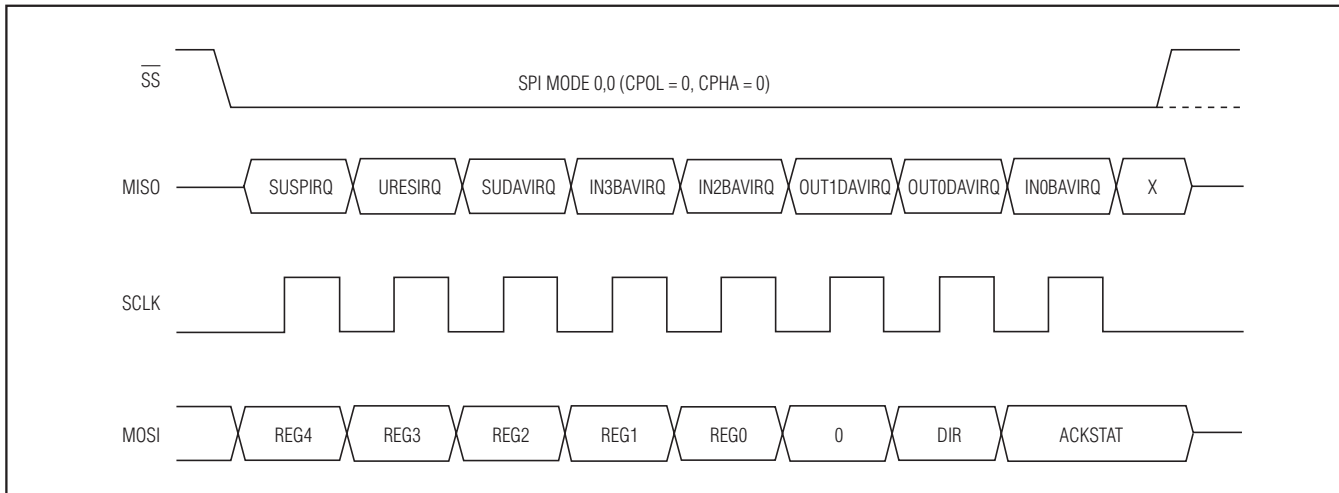 SS
SPI MODE 0,0 (CPOL = 0, CPHA = 0)
MISO SUSPIRQ URESIRQ SUDAVIRQ IN3BAVIRQ IN2BAVIRQ OUT1DAVIRQ OUT0DAVIRQ IN0BAVIRQ X
SCLK
MOSI REG4 REG3 REG2 REG1 REG0 0 DIR ACKSTAT